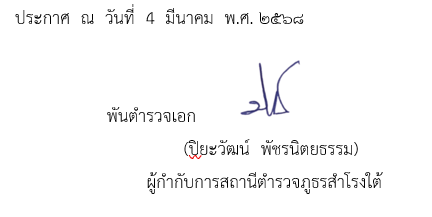 ประกาศ ณ วันที่ 4 มีนาคม พ.ศ. ๒๕๖๘
พันตำรวจเอก
(ปิยะวัฒน์ พัชรนิตยธรรม)
ผู้กำกับการสถานีตำรวจภูธรสำโรงใต้